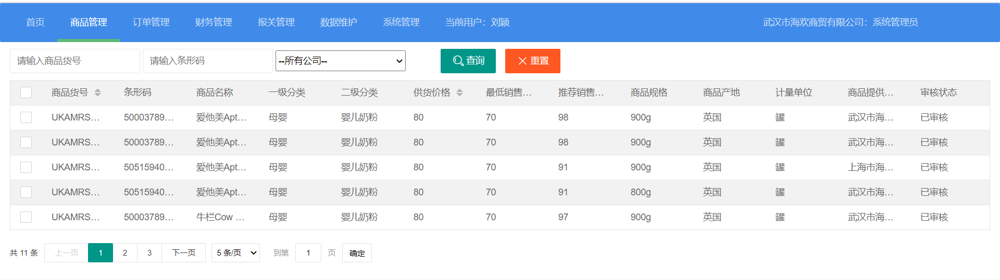 首页 商品管理 订单管理 财务管理 报关管理 数据维护 系统管理 当前用户：刘颖 武汉市海欢商贸有限公司：系统管理员
请输入商品货号 请输入条形码 --所有公司-- 查询 重置
商品货号 条形码 商品名称 一级分类 二级分类 供货价格 最低销售… 推荐销售… 商品规格 商品产地 计量单位 商品提供… 审核状态
UKAMRS… 50003789… 爱他美Apt… 母婴 婴儿奶粉 80 70 98 900g 英国 罐 武汉市海… 已审核
UKAMRS… 50003789… 爱他美Apt… 母婴 婴儿奶粉 80 70 98 900g 英国 罐 武汉市海… 已审核
UKAMRS… 50515940… 爱他美Apt… 母婴 婴儿奶粉 80 70 91 900g 英国 罐 上海市海… 已审核
UKAMRS… 50515940… 爱他美Apt… 母婴 婴儿奶粉 80 70 91 800g 英国 罐 武汉市海… 已审核
UKAMRS… 50003789… 牛栏Cow … 母婴 婴儿奶粉 80 70 97 900g 英国 罐 武汉市海… 已审核
共 11 条 上一页 1 2 3 下一页 5 条/页 到第 1 页 确定